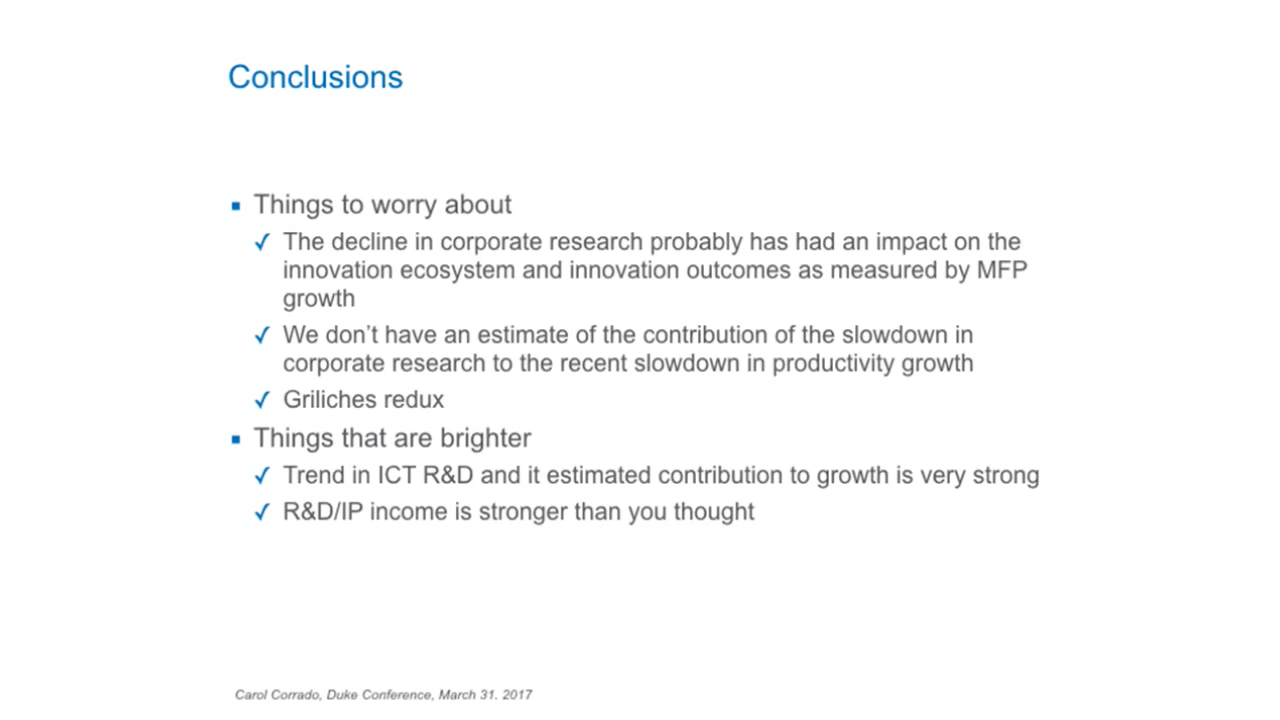 Conclusions
Things to worry about
The decline in corporate research probably has had an impact on the
innovation ecosystem and innovation outcomes as measured by MFP
growth
We don’t have an estimate of the contribution of the slowdown in
corporate research to the recent slowdown in productivity growth
Griliches redux
Things that are brighter
Trend in ICT R&D and it estimated contribution to growth is very strong
R&D/IP income is stronger than you thought
Carol Corrado, Duke Conference, March 31. 2017